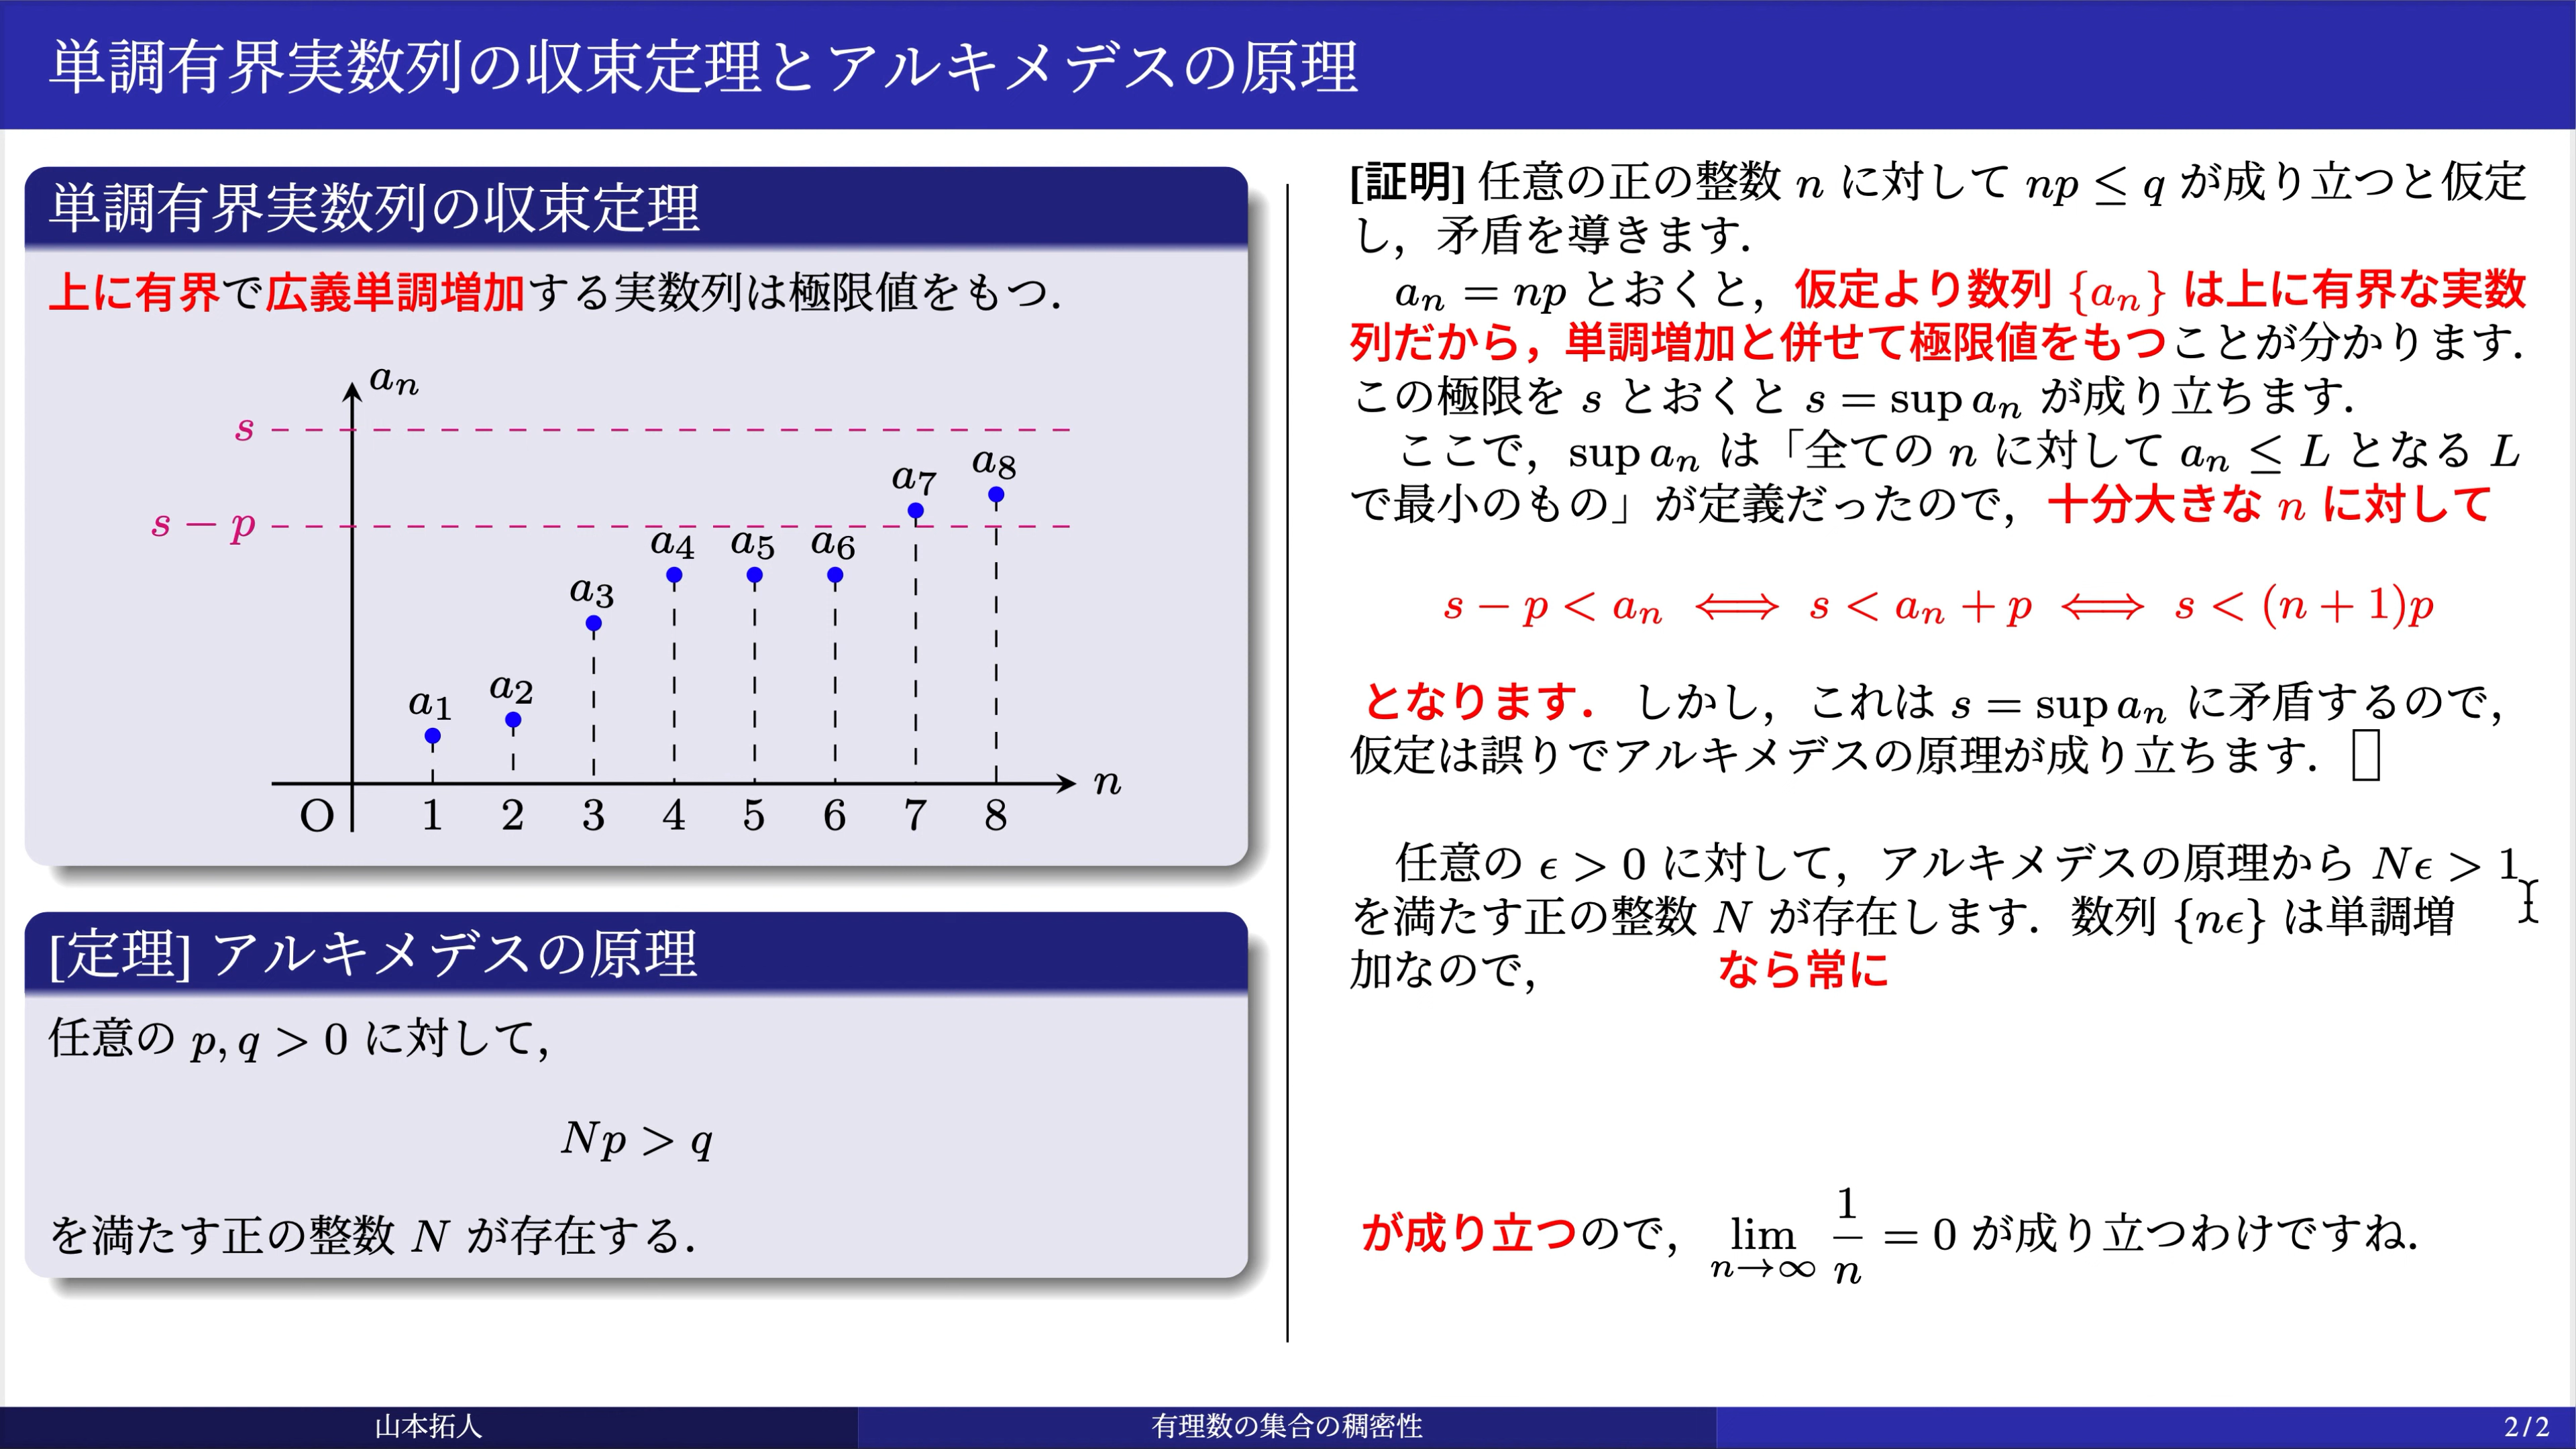 単調有界実数列の収束定理とアルキメデスの原理
単調有界実数列の収束定理
上に有界で広義単調増加する実数列は極限値をもつ．
aₙ
s
s − p
a₁
a₂
a₃
a₄
a₅
a₆
a₇
a₈
n
O 1 2 3 4 5 6 7 8
[定理] アルキメデスの原理
任意の p, q > 0 に対して，
Np > q
を満たす正の整数 N が存在する．
[証明] 任意の正の整数 n に対して np ≤ q が成り立つと仮定
し，矛盾を導きます．
aₙ = np とおくと，仮定より数列 {aₙ} は上に有界な実数
列だから，単調増加と併せて極限値をもつことが分かります．
この極限を s とおくと s = sup aₙ が成り立ちます．
ここで，sup aₙ は「全ての n に対して aₙ ≤ L となる L
で最小のもの」が定義だったので，十分大きな n に対して
s − p < aₙ ⟺ s < aₙ + p ⟺ s < (n + 1)p
となります． しかし，これは s = sup aₙ に矛盾するので，
仮定は誤りでアルキメデスの原理が成り立ちます． □
任意の ϵ > 0 に対して，アルキメデスの原理から Nϵ > 1
を満たす正の整数 N が存在します．数列 {nϵ} は単調増
加なので， なら常に
が成り立つので，lim_{n→∞} 1/n = 0 が成り立つわけですね．
山本拓人
有理数の集合の稠密性
2/2